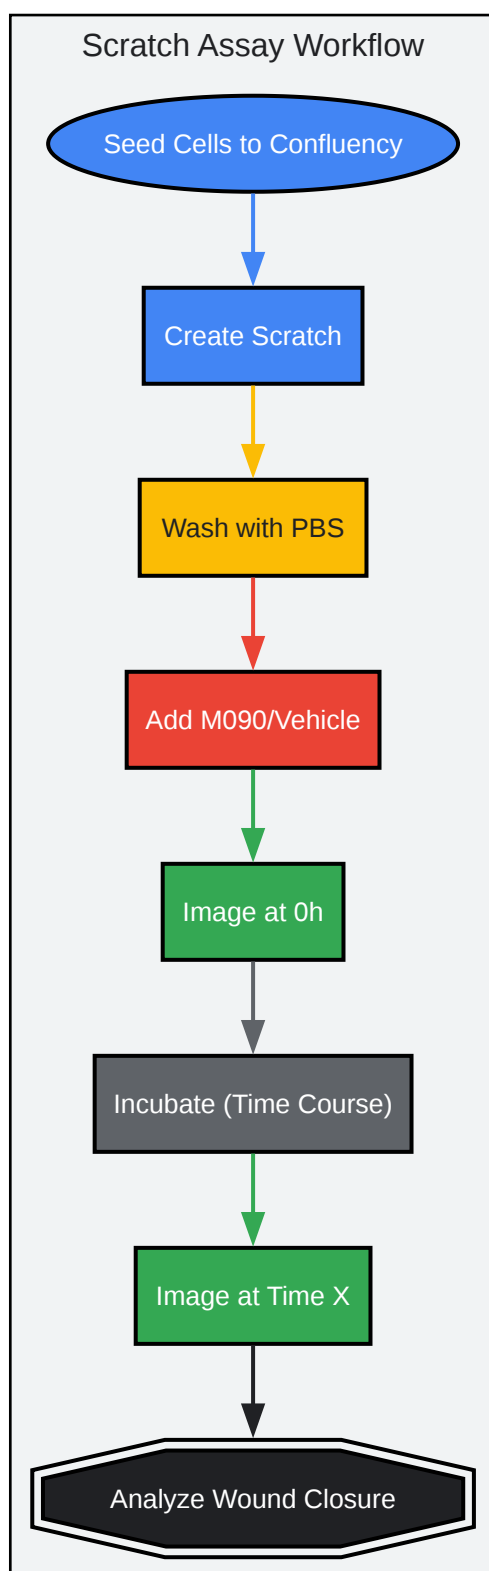 Scratch Assay Workflow
Seed Cells to Confluency
Create Scratch
Wash with PBS
Add M090/Vehicle
Image at 0h
Incubate (Time Course)
Image at Time X
Analyze Wound Closure